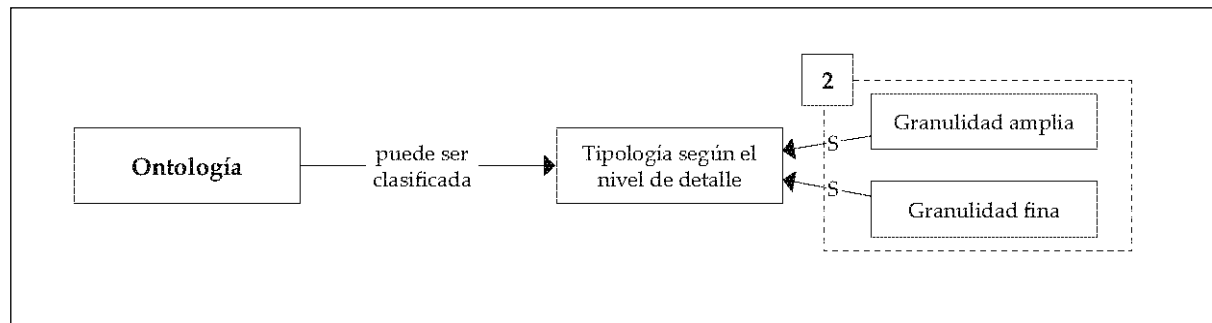 2
Granulidad amplia
S
Ontología
puede ser
clasificada
Tipología según el
nivel de detalle
S
Granulidad fina